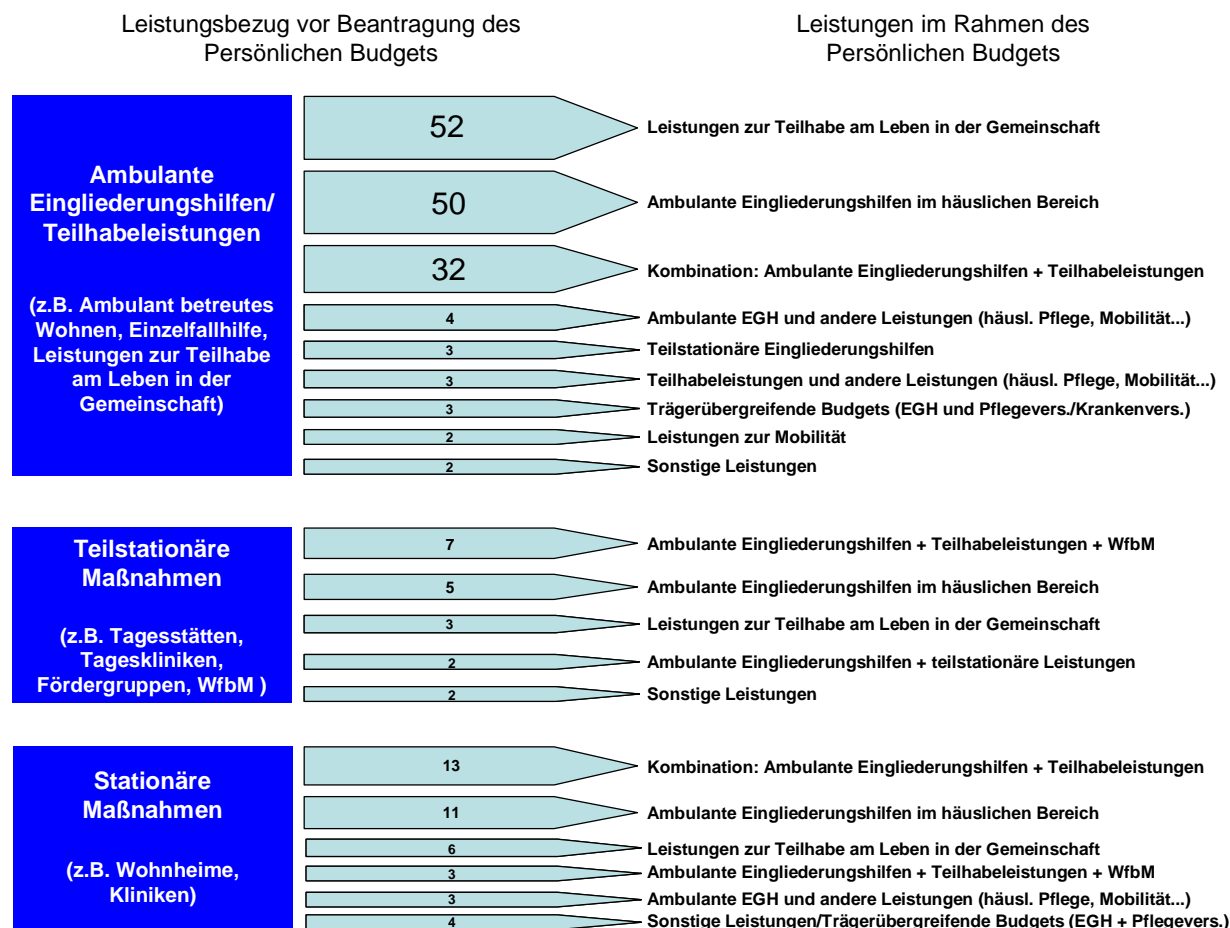 Leistungsbezug vor Beantragung des
Persönlichen Budgets
Leistungen im Rahmen des
Persönlichen Budgets
Ambulante
Eingliederungshilfen/
Teilhabeleistungen
(z.B. Ambulant betreutes
Wohnen, Einzelfallhilfe,
Leistungen zur Teilhabe
am Leben in der
Gemeinschaft)
52 Leistungen zur Teilhabe am Leben in der Gemeinschaft
50 Ambulante Eingliederungshilfen im häuslichen Bereich
32 Kombination: Ambulante Eingliederungshilfen + Teilhabeleistungen
4 Ambulante EGH und andere Leistungen (häusl. Pflege, Mobilität...)
3 Teilstationäre Eingliederungshilfen
3 Teilhabeleistungen und andere Leistungen (häusl. Pflege, Mobilität...)
3 Trägerübergreifende Budgets (EGH und Pflegevers./Krankenvers.)
2 Leistungen zur Mobilität
2 Sonstige Leistungen
Teilstationäre
Maßnahmen
(z.B. Tagesstätten,
Tageskliniken,
Fördergruppen, WfbM )
7 Ambulante Eingliederungshilfen + Teilhabeleistungen + WfbM
5 Ambulante Eingliederungshilfen im häuslichen Bereich
3 Leistungen zur Teilhabe am Leben in der Gemeinschaft
2 Ambulante Eingliederungshilfen + teilstationäre Leistungen
2 Sonstige Leistungen
Stationäre
Maßnahmen
(z.B. Wohnheime,
Kliniken)
13 Kombination: Ambulante Eingliederungshilfen + Teilhabeleistungen
11 Ambulante Eingliederungshilfen im häuslichen Bereich
6 Leistungen zur Teilhabe am Leben in der Gemeinschaft
3 Ambulante Eingliederungshilfen + Teilhabeleistungen + WfbM
3 Ambulante EGH und andere Leistungen (häusl. Pflege, Mobilität...)
4 Sonstige Leistungen/Trägerübergreifende Budgets (EGH + Pflegevers.)